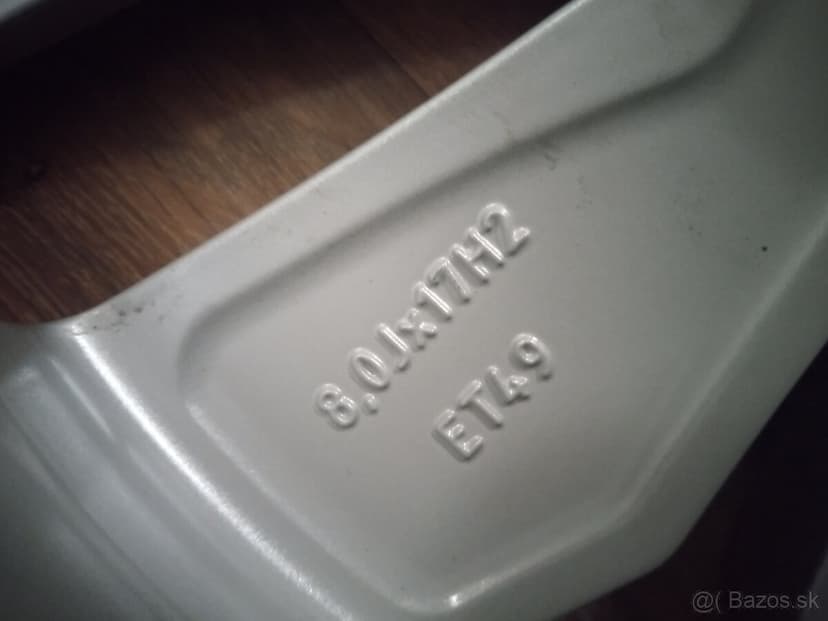 8,0Jx17H2
ET49
@( Bazos.sk